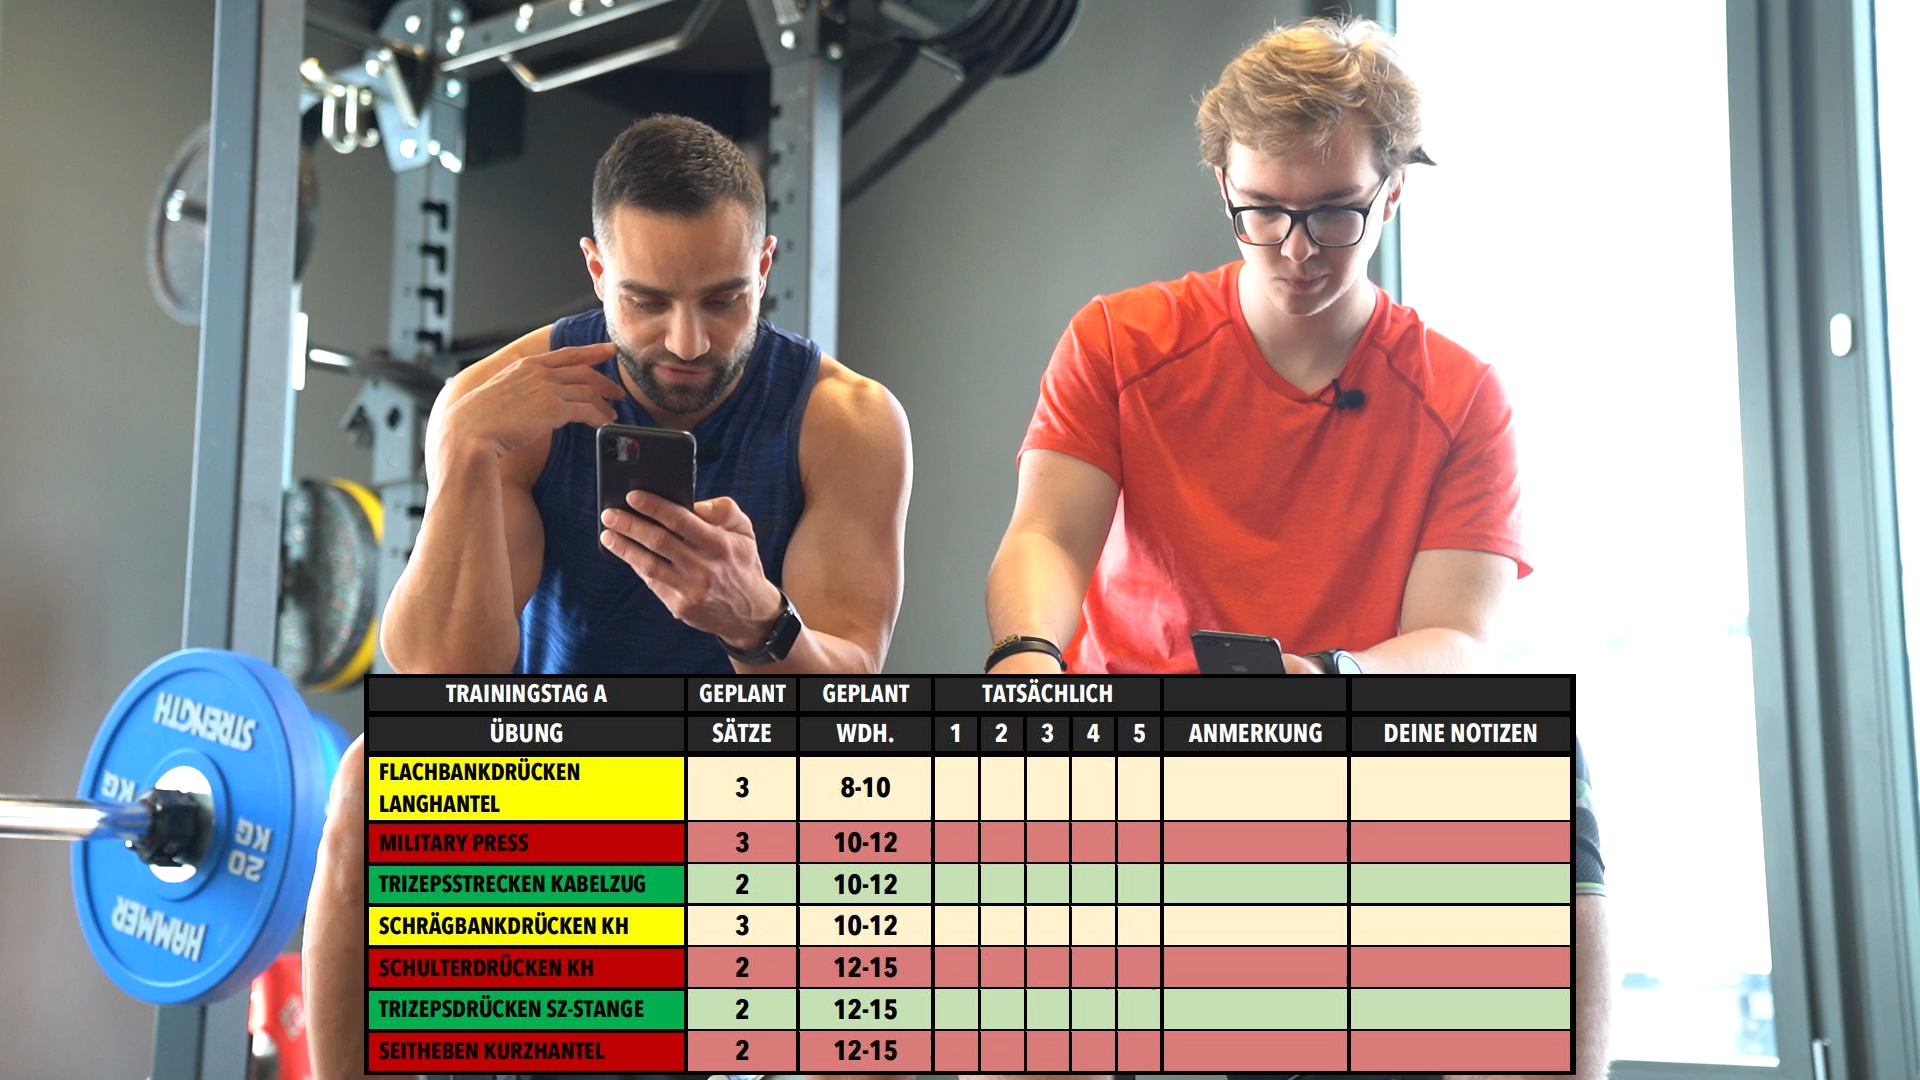 STRENGTH
KG
20
KG
HAMMER
TRAININGSTAG A GEPLANT GEPLANT TATSÄCHLICH
ÜBUNG SÄTZE WDH. 1 2 3 4 5 ANMERKUNG DEINE NOTIZEN
FLACHBANKDRÜCKEN
LANGHANTEL 3 8-10
MILITARY PRESS 3 10-12
TRIZEPSSTRECKEN KABELZUG 2 10-12
SCHRÄGBANKDRÜCKEN KH 3 10-12
SCHULTERDRÜCKEN KH 2 12-15
TRIZEPSDRÜCKEN SZ-STANGE 2 12-15
SEITHEBEN KURZHANTEL 2 12-15